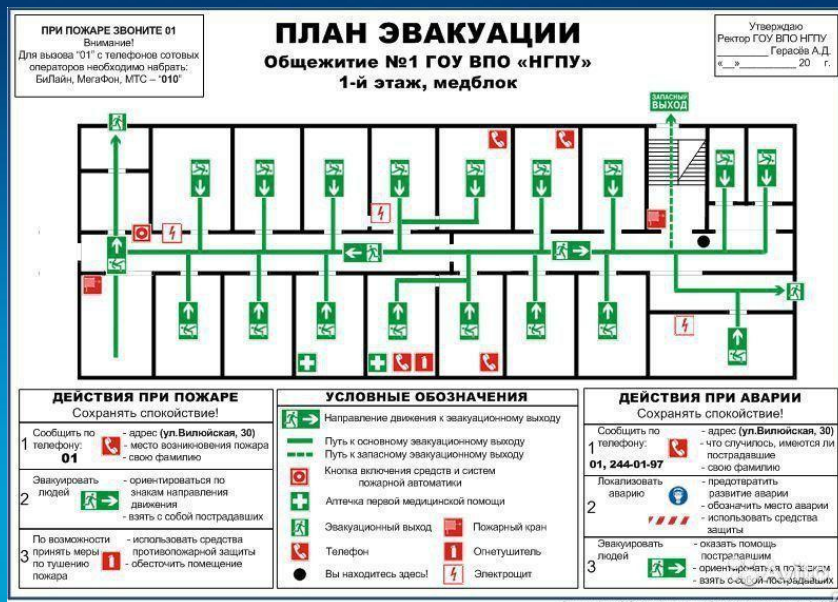 ПРИ ПОЖАРЕ ЗВОНИТЕ 01
Внимание!
Для вызова "01" с телефонов сотовых
операторов необходимо набрать:
БиЛайн, МегаФон, МТС – "010"
ПЛАН ЭВАКУАЦИИ
Общежитие №1 ГОУ ВПО «НГПУ»
1-й этаж, медблок
Утверждаю
Ректор ГОУ ВПО НГПУ
_________ Герасёв А.Д.
«__»_________ 20 г.
ЗАПАСНЫЙ
ВЫХОД
ДЕЙСТВИЯ ПРИ ПОЖАРЕ
Сохранять спокойствие!
1 Сообщить по телефону: 01
- адрес (ул.Вилюйская, 30)
- место возникновения пожара
- свою фамилию
2 Эвакуировать людей
- ориентироваться по
знакам направления
движения
- взять с собой пострадавших
3 По возможности
принять меры
по тушению
пожара
- использовать средства
противопожарной защиты
- обесточить помещение
УСЛОВНЫЕ ОБОЗНАЧЕНИЯ
Направление движения к эвакуационному выходу
Путь к основному эвакуационному выходу
Путь к запасному эвакуационному выходу
Кнопка включения средств и систем
пожарной автоматики
Аптечка первой медицинской помощи
Эвакуационный выход
Пожарный кран
Телефон
Огнетушитель
Вы находитесь здесь!
Электрощит
ДЕЙСТВИЯ ПРИ АВАРИИ
Сохранять спокойствие!
1 Сообщить по
телефону:
01, 244-01-97
- адрес (ул.Вилюйская, 30)
- что случилось, имеются ли
пострадавшие
- свою фамилию
2 Локализовать
аварию
- предотвратить
развитие аварии
- обозначить место аварии
- использовать средства
защиты
3 Эвакуировать
людей
- оказать помощь
пострадавшим
- взять с собой пострадавших